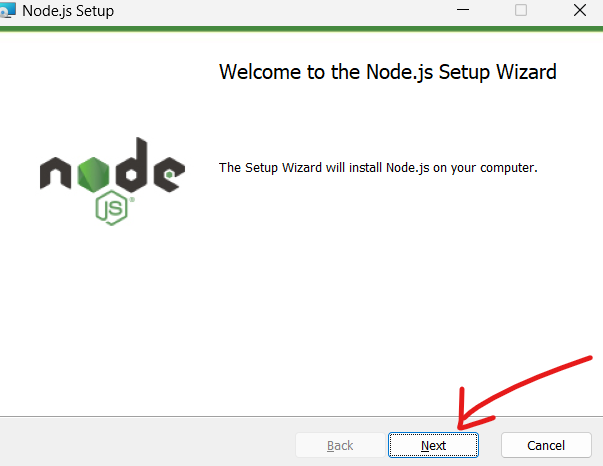 Node.js Setup
Welcome to the Node.js Setup Wizard
node
JS
®
The Setup Wizard will install Node.js on your computer.
Back
Next
Cancel